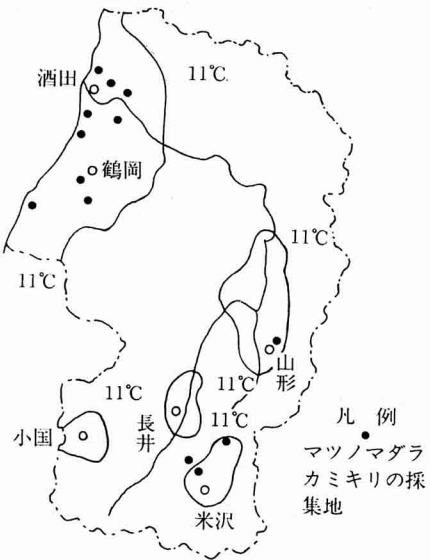 酒田
11℃
鶴岡
11℃
11℃
山形
11℃
11℃
長井
11℃
小国
米沢
凡例
マツノマダラ
カミキリの採
集地